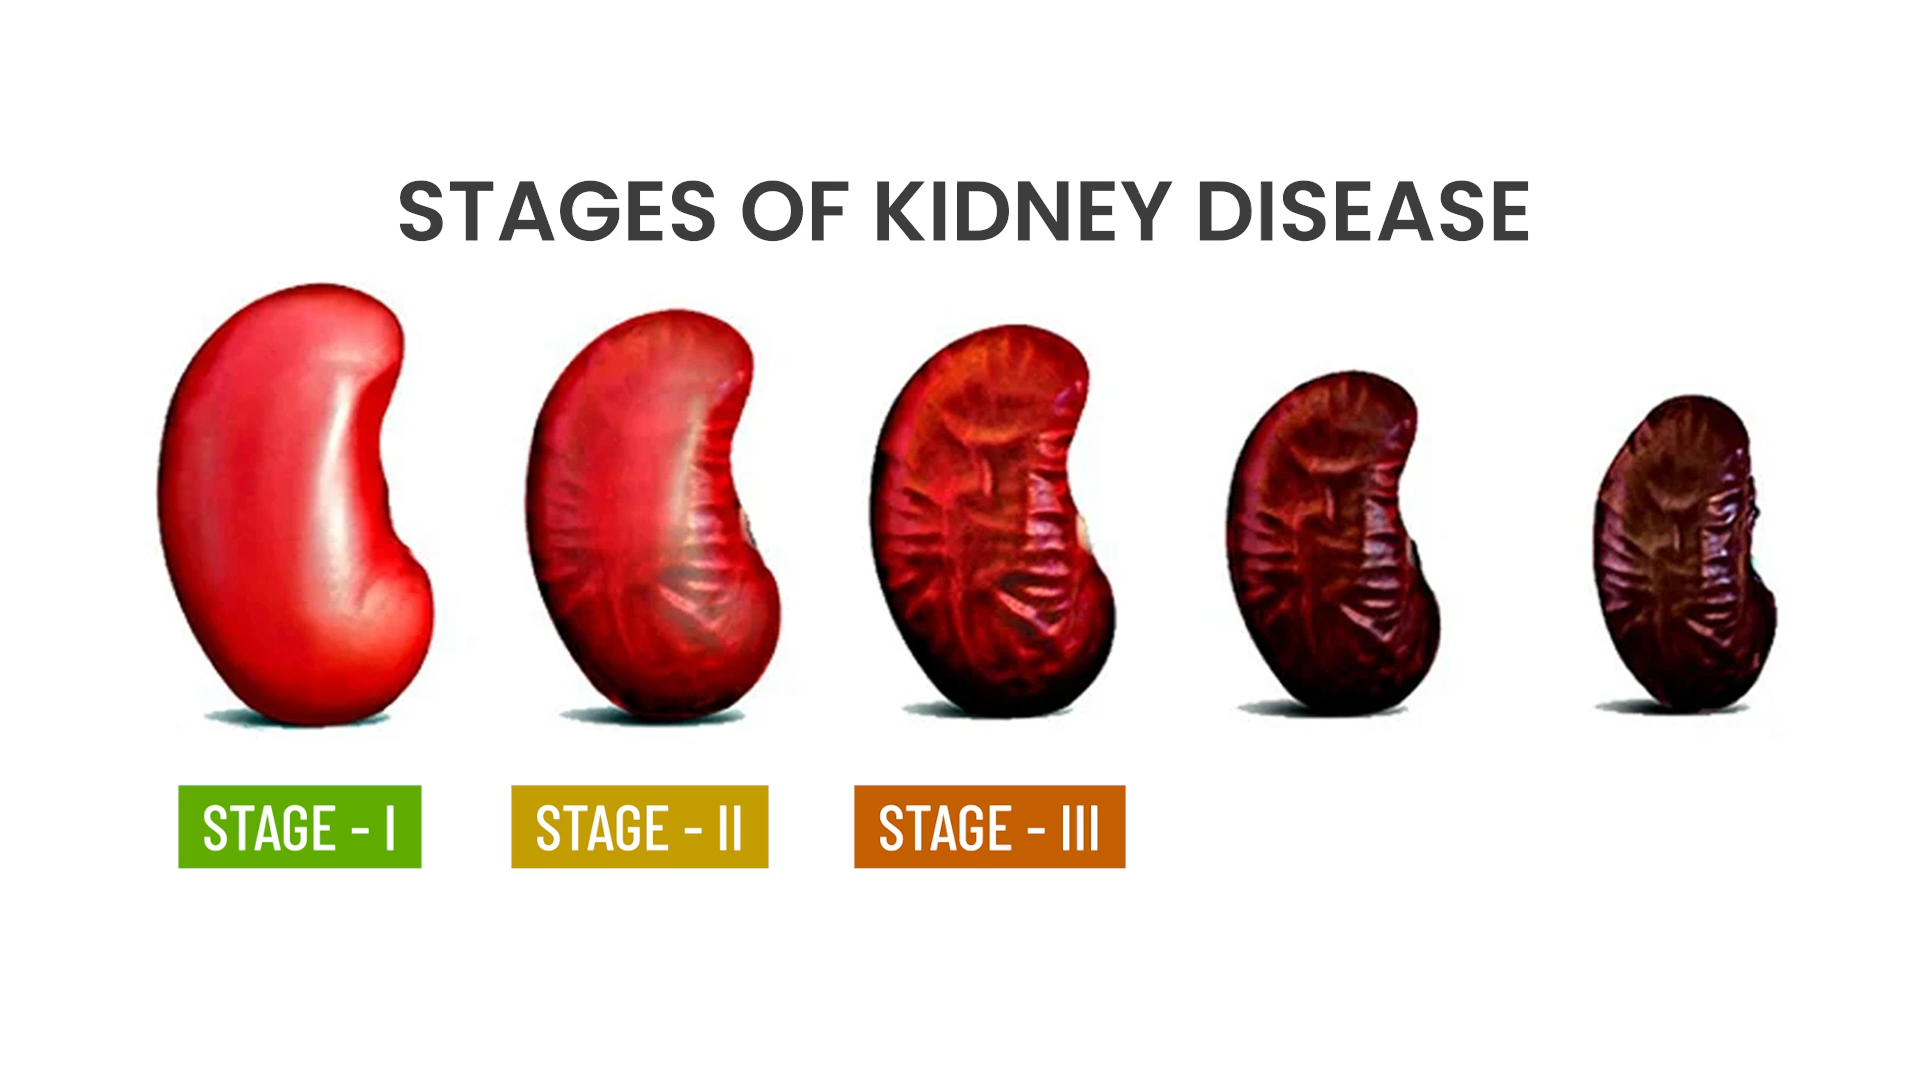 STAGES OF KIDNEY DISEASE
STAGE - I
STAGE - II
STAGE - III